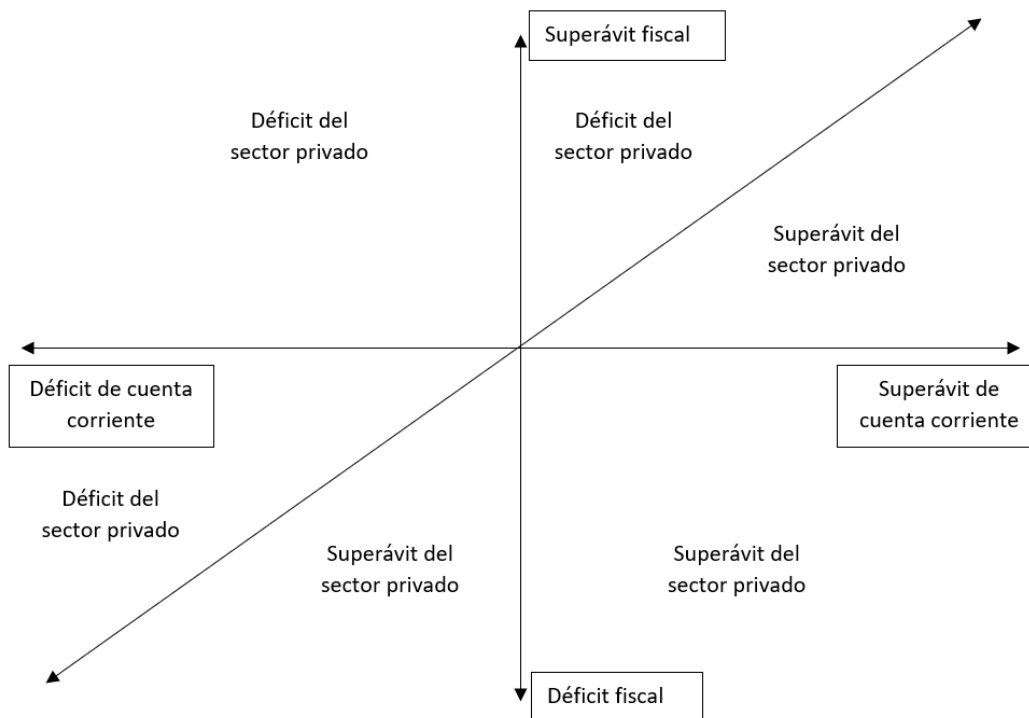 Superávit fiscal
Déficit del
sector privado
Déficit del
sector privado
Superávit del
sector privado
Déficit de cuenta
corriente
Superávit de
cuenta corriente
Déficit del
sector privado
Superávit del
sector privado
Superávit del
sector privado
Déficit fiscal